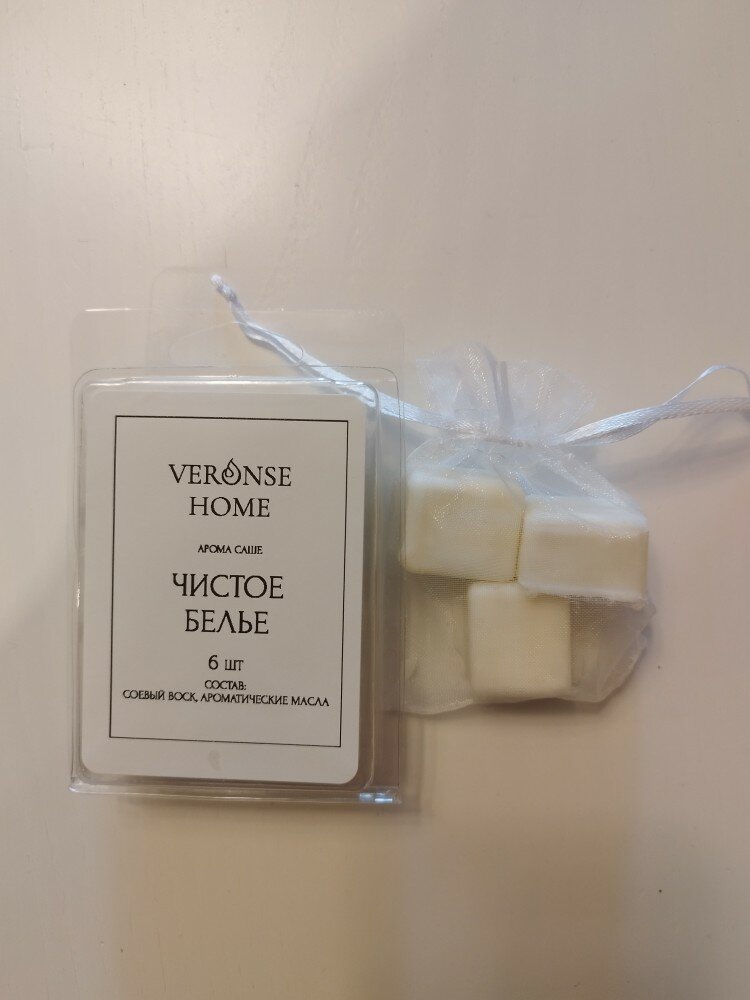 VERONSE
HOME
АРОМА САШЕ
ЧИСТОЕ
БЕЛЬЕ
6 ШТ
СОСТАВ:
СОЕВЫЙ ВОСК, АРОМАТИЧЕСКИЕ МАСЛА